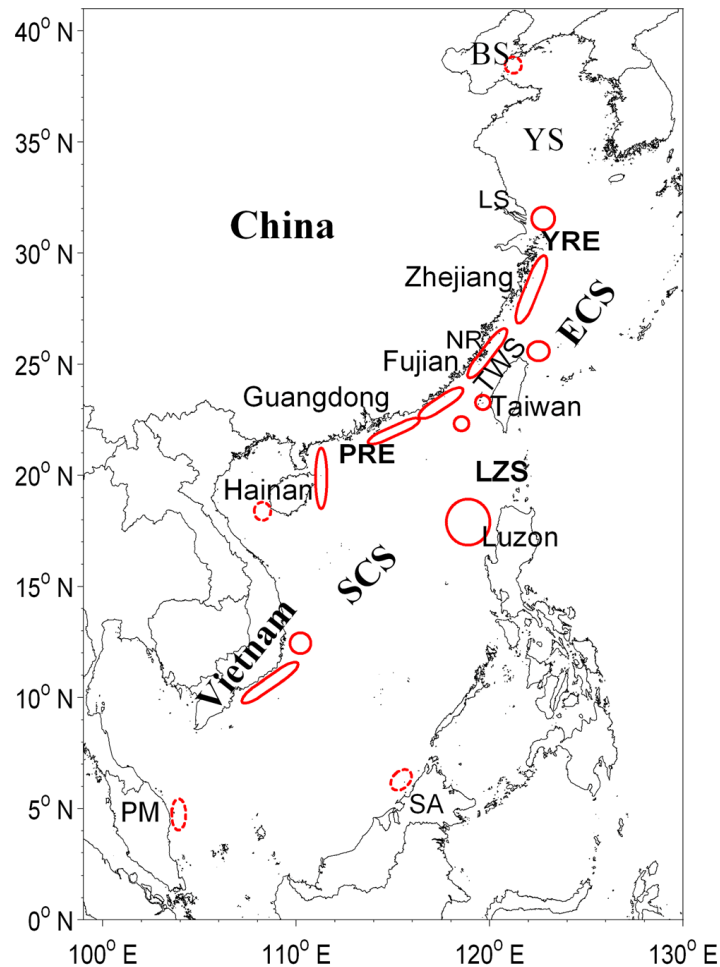 40° N
BS
35° N
YS
LS
China
YRE
30° N
Zhejiang
ECS
NR
25° N
Fujian
TWS
Guangdong
Taiwan
PRE
LZS
20° N
Hainan
Luzon
SCS
15° N
Vietnam
10° N
5° N
PM
SA
0° N
100° E
110° E
120° E
130° E